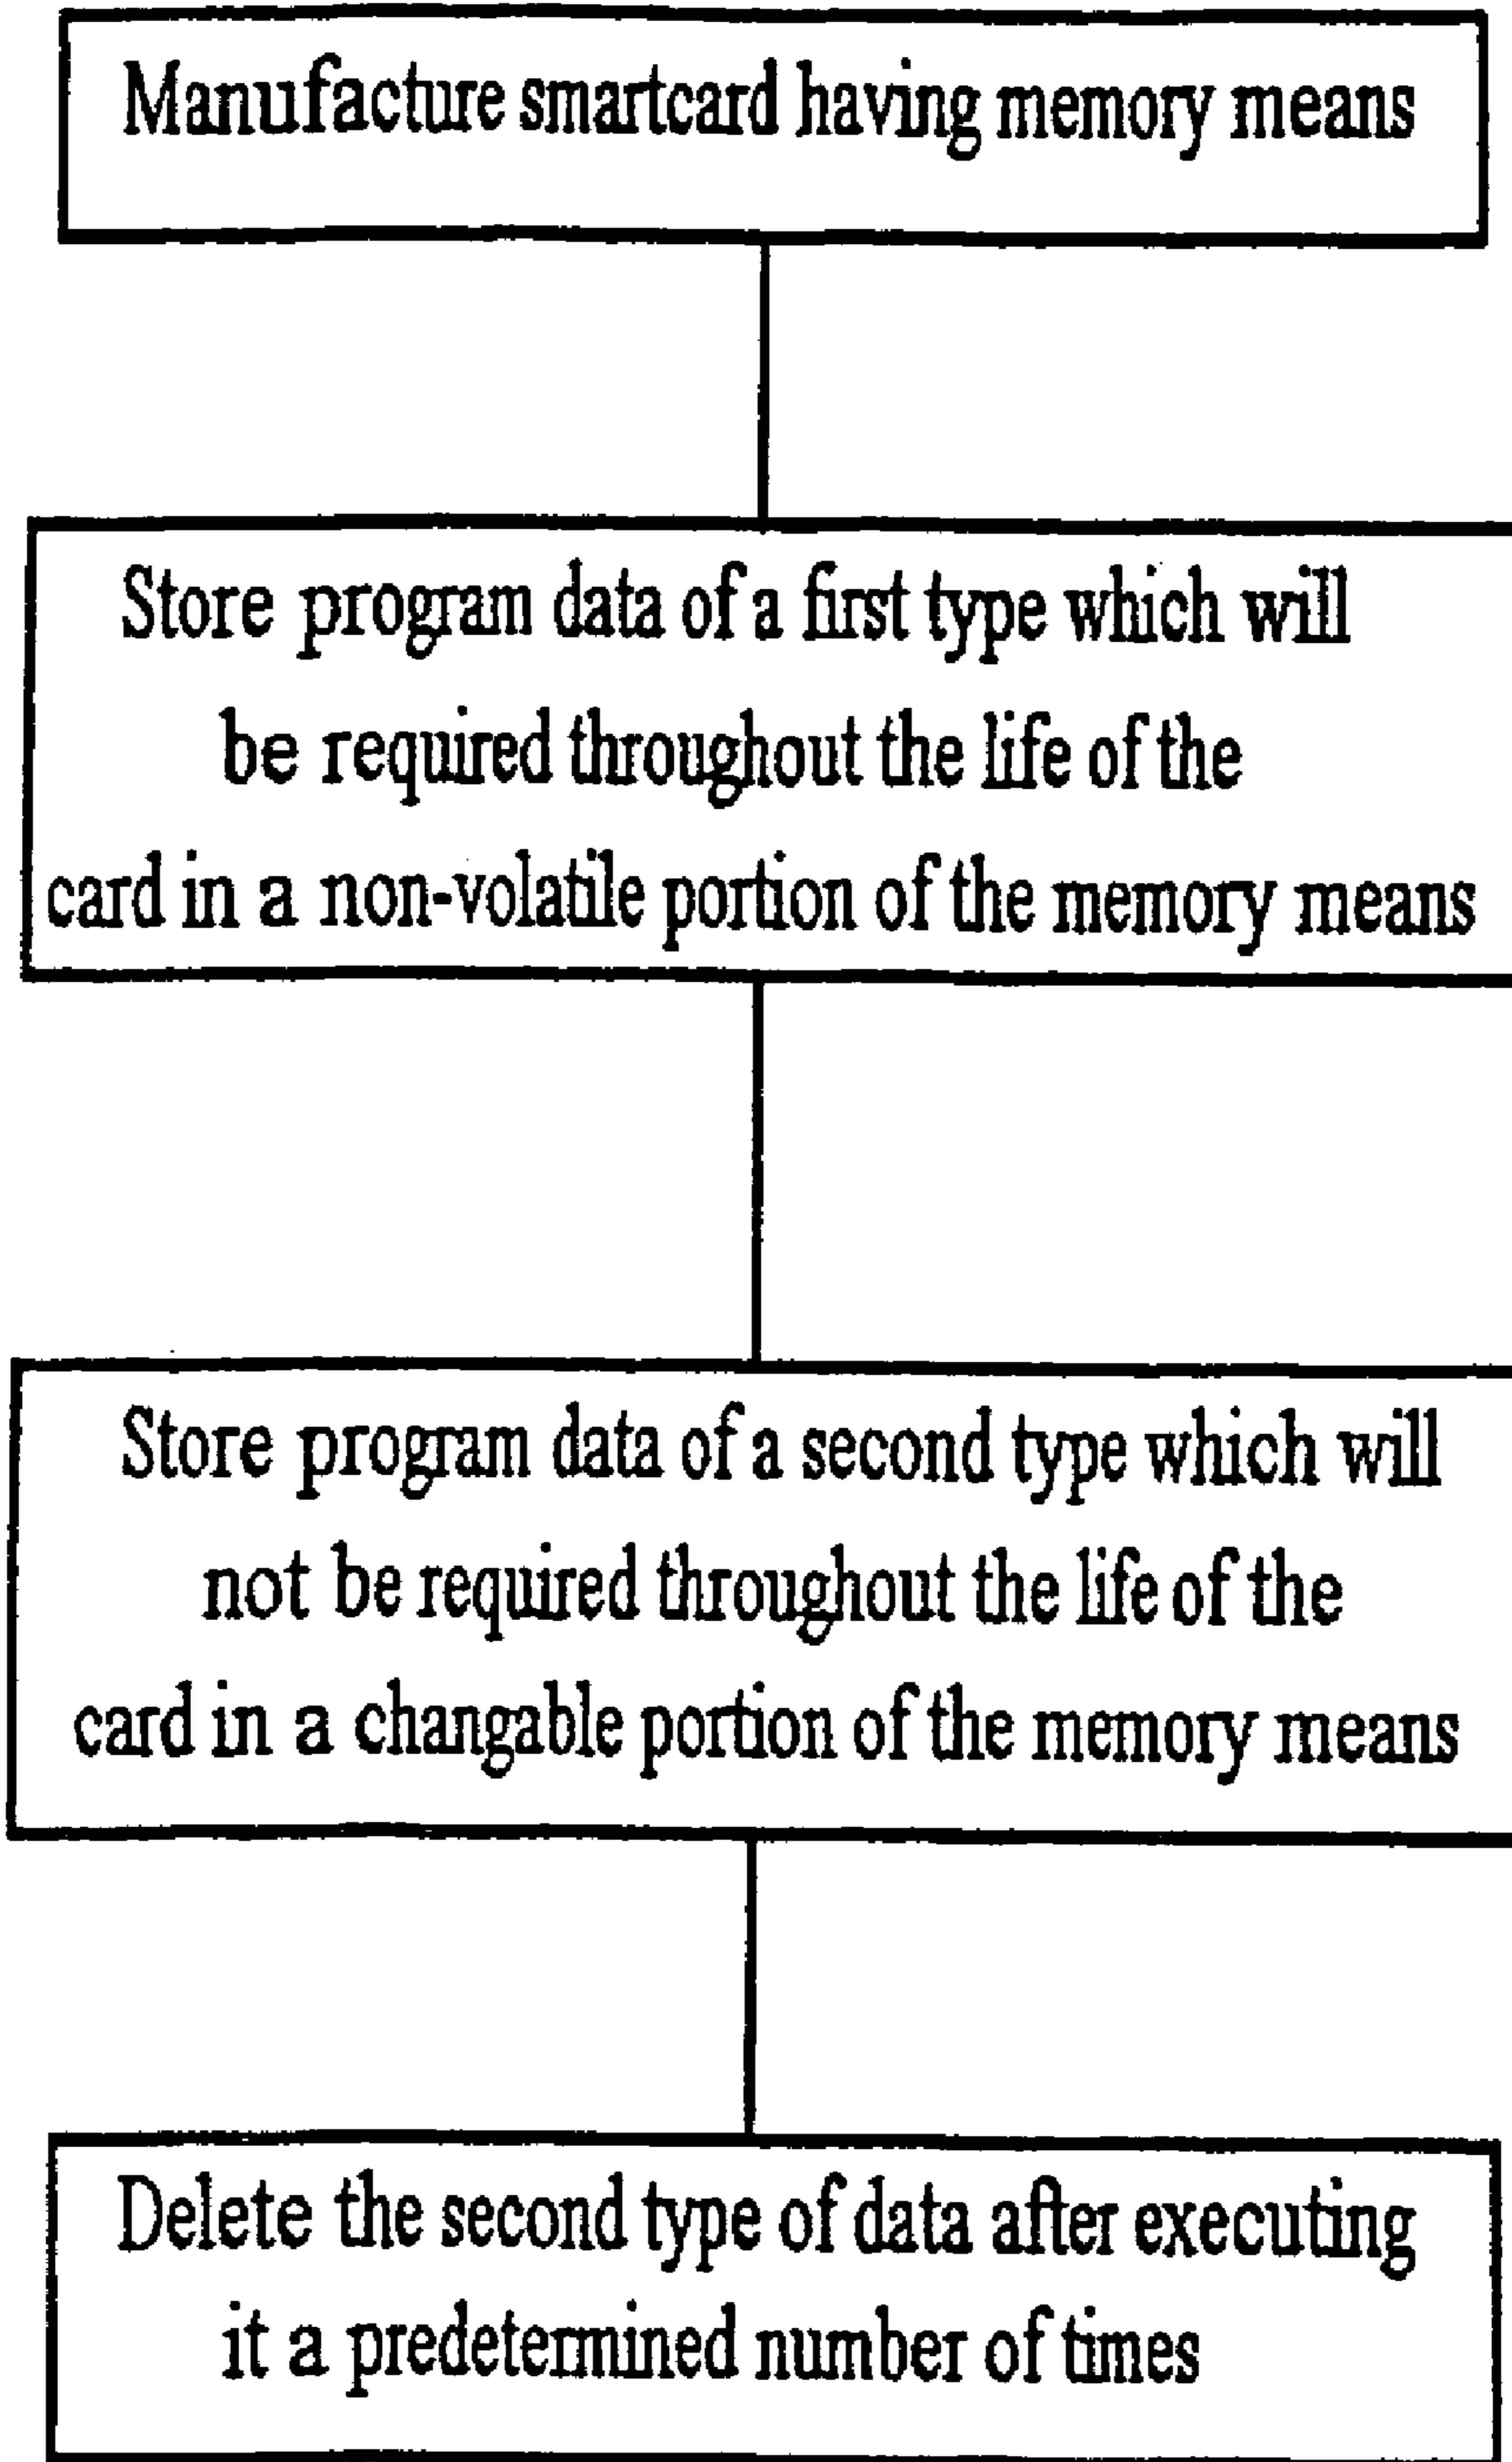 Manufacture smartcard having memory means
Store program data of a first type which will
be required throughout the life of the
card in a non-volatile portion of the memory means
Store program data of a second type which will
not be required throughout the life of the
card in a changable portion of the memory means
Delete the second type of data after executing
it a predetermined number of times